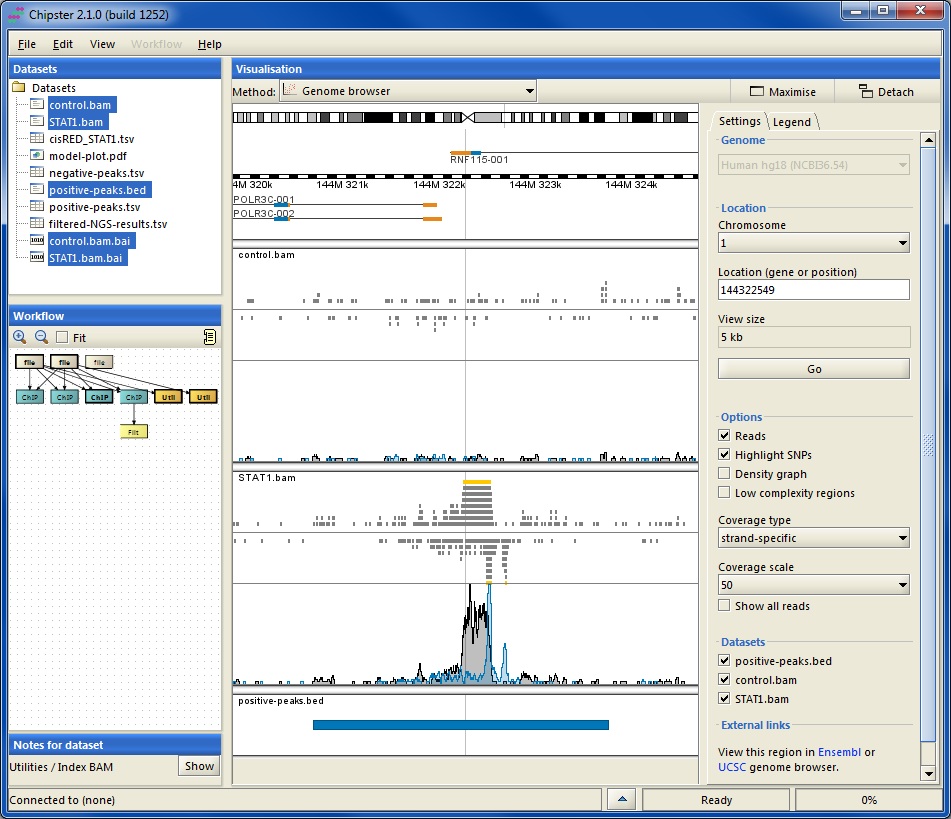 Chipster 2.1.0 (build 1252)
File Edit View Workflow Help
Datasets
Datasets
control.bam
STAT1.bam
cisRED_STAT1.tsv
model-plot.pdf
negative-peaks.tsv
positive-peaks.bed
positive-peaks.tsv
filtered-NGS-results.tsv
control.bam.bai
STAT1.bam.bai
Workflow
Fit
file file file
ChIP ChIP ChIP ChIP Util Util
Filt
Notes for dataset
Utilities / Index BAM Show
Visualisation
Method: Genome browser Maximise Detach
RNF115-001
4M 320k 144M 321k 144M 322k 144M 323k 144M 324k
POLR3C-001
POLR3C-002
control.bam
STAT1.bam
positive-peaks.bed
Settings Legend
Genome
Human hg18 (NCBI36.54)
Location
Chromosome
1
Location (gene or position)
144322549
View size
5 kb
Go
Options
Reads
Highlight SNPs
Density graph
Low complexity regions
Coverage type
strand-specific
Coverage scale
50
Show all reads
Datasets
positive-peaks.bed
control.bam
STAT1.bam
External links
View this region in Ensembl or
UCSC genome browser.
Connected to (none) Ready 0%